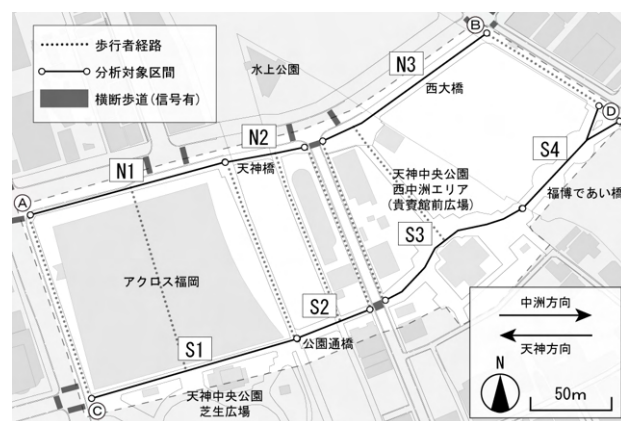 歩行者経路
分析対象区間
横断歩道(信号有)
水上公園
B
N3
西大橋
D
N2
天神橋
N1
S4
天神中央公園
西中洲エリア
(貴賓館前広場)
福博であい橋
A
アクロス福岡
S3
S2
公園通橋
S1
天神中央公園
芝生広場
C
中洲方向
天神方向
N
50m